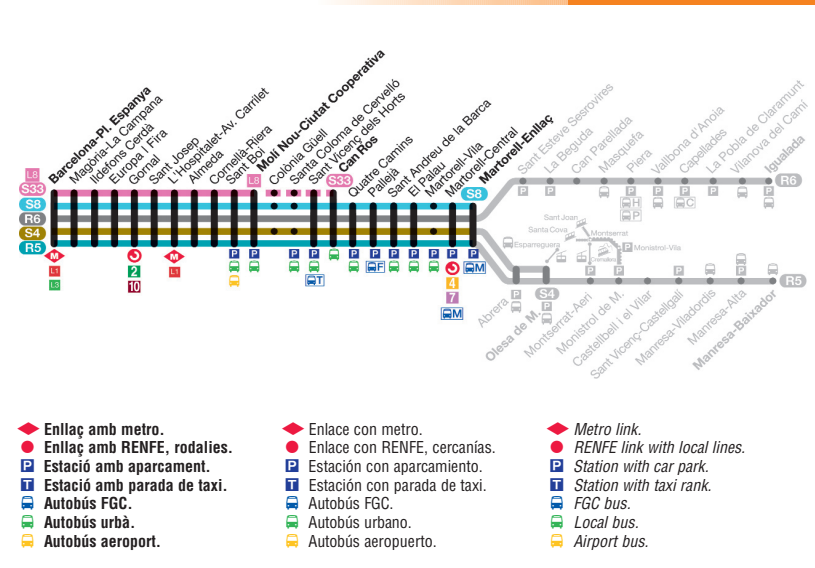 L8
S33
S8
R6
S4
R5
Barcelona-Pl. Espanya
Magòria-La Campana
Ildefons Cerdà
Europa I Fira
Gornal
Sant Josep
L'Hospitalet-Av. Carrilet
Almeda
Cornellà-Riera
Sant Boi
L8
Molí Nou-Ciutat Cooperativa
Colònia Güell
Santa Coloma de Cervelló
Sant Vicenç dels Horts
Can Ros
S33
Quatre Camins
Pallejà
Sant Andreu de la Barca
El Palau
Martorell-Vila
Martorell-Central
Martorell-Enllaç
S8
Sant Esteve Sesrovires
La Beguda
Can Parellada
Masquefa
Piera
Vallbona d'Anoia
Capellades
La Pobla de Claramunt
Vilanova del Camí
Igualada
R6
M
L1
L3
2
10
M
L1
P
P
P
P
T
P
P
F
P
P
P
P
4
7
M
P
M
P
P
P
H
P
P
P
C
P
P
Sant Joan
Santa Cova
Montserrat
Esparreguera
Monistrol-Vila
P
Cremallera
P
P
P
P
P
P
S4
R5
Abrera
Olesa de M.
Montserrat-Aeri
Monistrol de M.
Castellbell i el Vilar
Sant Vicenç-Castellgalí
Manresa-Viladordis
Manresa-Alta
Manresa-Baixador
Enllaç amb metro.
Enllaç amb RENFE, rodalies.
P Estació amb aparcament.
T Estació amb parada de taxi.
Autobús FGC.
Autobús urbà.
Autobús aeroport.
Enlace con metro.
Enlace con RENFE, cercanías.
P Estación con aparcamiento.
T Estación con parada de taxi.
Autobús FGC.
Autobús urbano.
Autobús aeropuerto.
Metro link.
RENFE link with local lines.
P Station with car park.
T Station with taxi rank.
FGC bus.
Local bus.
Airport bus.